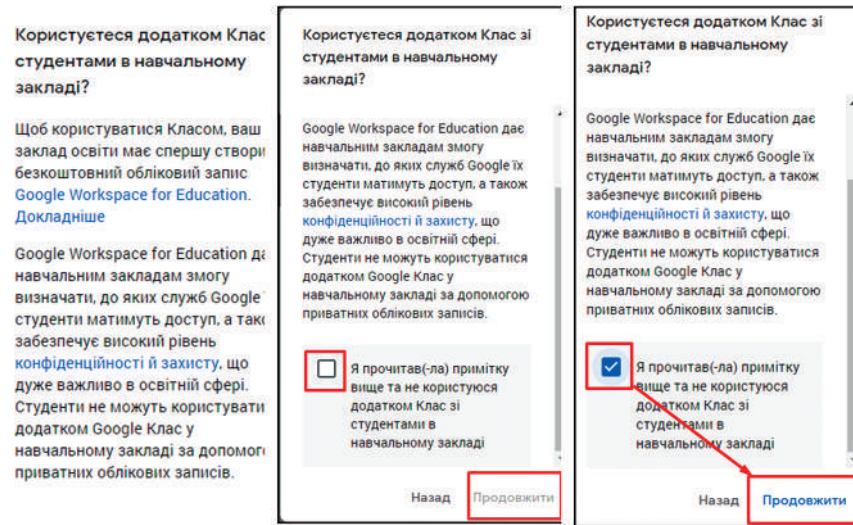 Користуєтеся додатком Клас
студентами в навчальному
закладі?
Щоб користуватися Класом, ваш
заклад освіти має спершу створи
безкоштовний обліковий запис
Google Workspace for Education.
Докладніше
Google Workspace for Education да
навчальним закладам змогу
визначати, до яких служб Google
студенти матимуть доступ, а так
забезпечує високий рівень
конфіденційності й захисту, що
дуже важливо в освітній сфері.
Студенти не можуть користувати
додатком Google Клас у
навчальному закладі за допомог
приватних облікових записів.
Користуєтеся додатком Клас зі
студентами в навчальному
закладі?
Google Workspace for Education дає
навчальним закладам змогу
визначати, до яких служб Google їх
студенти матимуть доступ, а також
забезпечує високий рівень
конфіденційності й захисту, що
дуже важливо в освітній сфері.
Студенти не можуть користуватися
додатком Google Клас у
навчальному закладі за допомогою
приватних облікових записів.
Я прочитав(-ла) примітку
вище та не користуюся
додатком Клас зі
студентами в
навчальному закладі
Назад Продовжити
Користуєтеся додатком Клас зі
студентами в навчальному
закладі?
Google Workspace for Education дає
навчальним закладам змогу
визначати, до яких служб Google їх
студенти матимуть доступ, а також
забезпечує високий рівень
конфіденційності й захисту, що
дуже важливо в освітній сфері.
Студенти не можуть користуватися
додатком Google Клас у
навчальному закладі за допомогою
приватних облікових записів.
Я прочитав(-ла) примітку
вище та не користуюся
додатком Клас зі
студентами в
навчальному закладі
Назад Продовжити